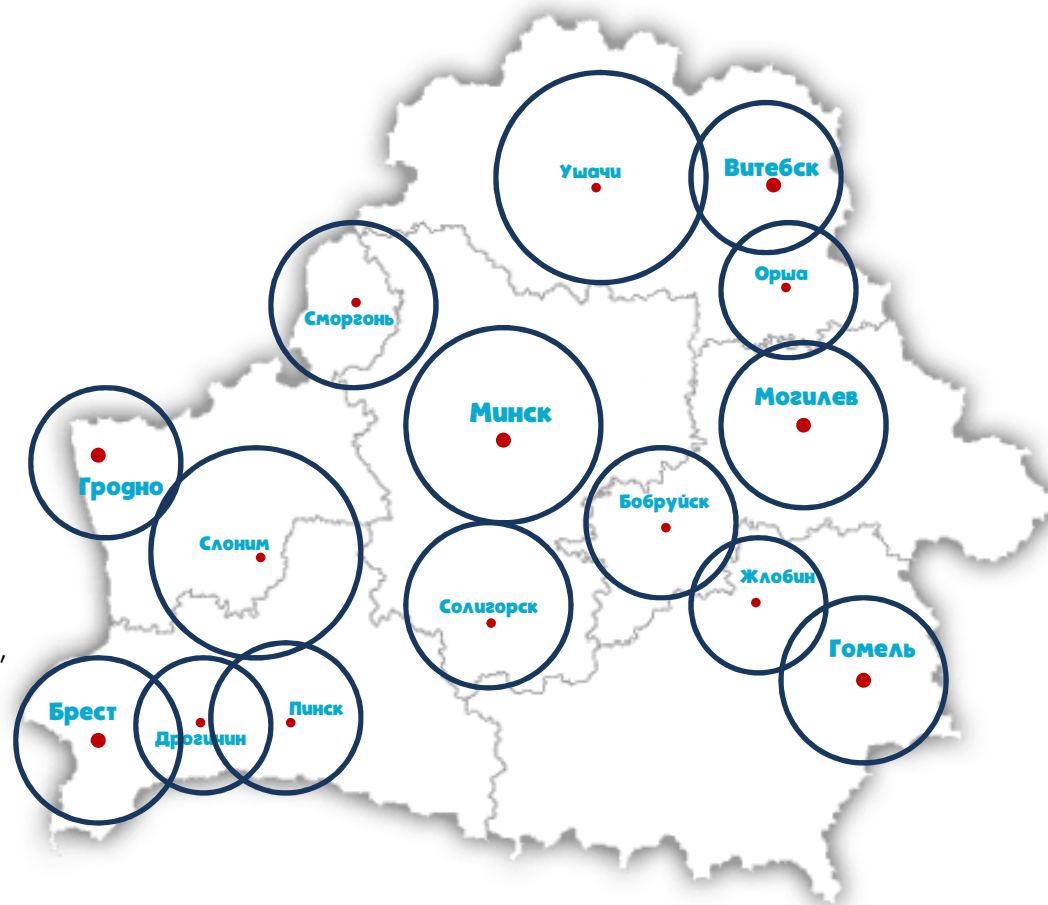 Ушачи
Витебск
Орша
Сморгонь
Могилев
Минск
Гродно
Бобруйск
Слоним
Жлобин
Солигорск
Гомель
,
Брест
Пинск
Дрогичин